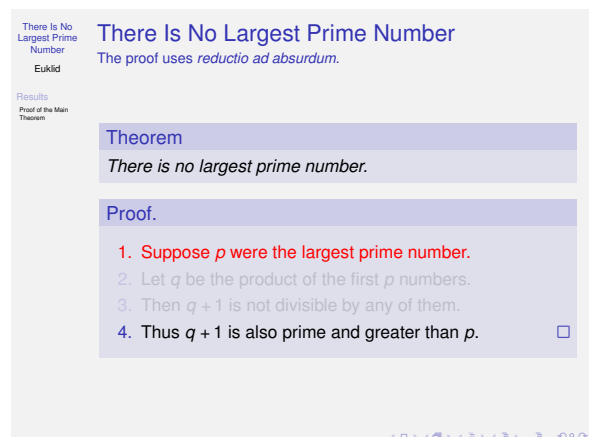 There Is No
Largest Prime
Number
Euklid
Results
Proof of the Main
Theorem
There Is No Largest Prime Number
The proof uses reductio ad absurdum.
Theorem
There is no largest prime number.
Proof.
1. Suppose p were the largest prime number.
2. Let q be the product of the first p numbers.
3. Then q + 1 is not divisible by any of them.
4. Thus q + 1 is also prime and greater than p. □